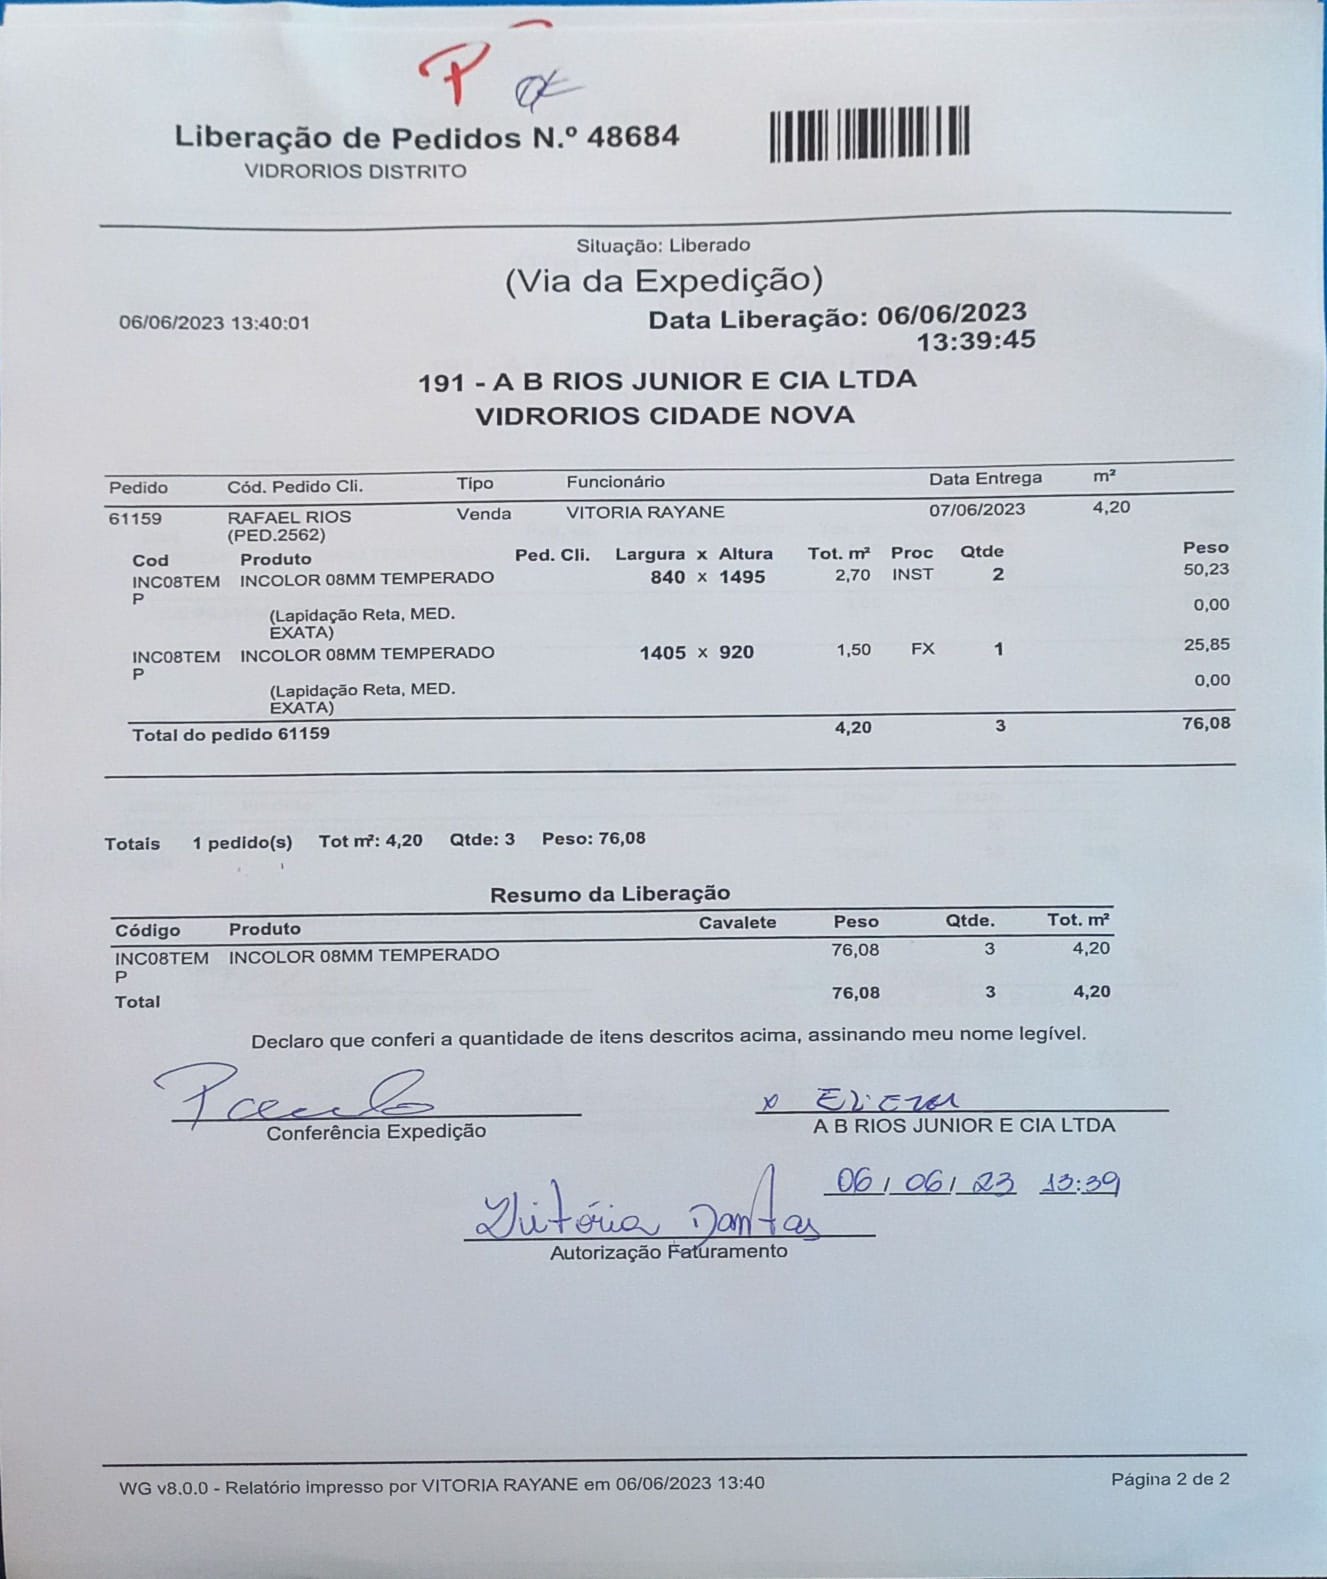 P OK
Liberação de Pedidos N.º 48684
VIDRORIOS DISTRITO
Situação: Liberado
(Via da Expedição)
06/06/2023 13:40:01
Data Liberação: 06/06/2023
13:39:45
191 - A B RIOS JUNIOR E CIA LTDA
VIDRORIOS CIDADE NOVA
Pedido Cód. Pedido Cli. Tipo Funcionário Data Entrega m²
61159 RAFAEL RIOS Venda VITORIA RAYANE 07/06/2023 4,20
(PED.2562)
Cod Produto Ped. Cli. Largura x Altura Tot. m² Proc Qtde Peso
INC08TEM INCOLOR 08MM TEMPERADO 840 x 1495 2,70 INST 2 50,23
P
(Lapidação Reta, MED. 0,00
EXATA)
INC08TEM INCOLOR 08MM TEMPERADO 1405 x 920 1,50 FX 1 25,85
P
(Lapidação Reta, MED. 0,00
EXATA)
Total do pedido 61159 4,20 3 76,08
Totais 1 pedido(s) Tot m²: 4,20 Qtde: 3 Peso: 76,08
Resumo da Liberação
Código Produto Cavalete Peso Qtde. Tot. m²
INC08TEM INCOLOR 08MM TEMPERADO 76,08 3 4,20
P
Total 76,08 3 4,20
Declaro que conferi a quantidade de itens descritos acima, assinando meu nome legível.
x Eliezer
Conferência Expedição A B RIOS JUNIOR E CIA LTDA
06/06/23 13:39
Vitória Dantas
Autorização Faturamento
WG v8.0.0 - Relatório impresso por VITORIA RAYANE em 06/06/2023 13:40 Página 2 de 2